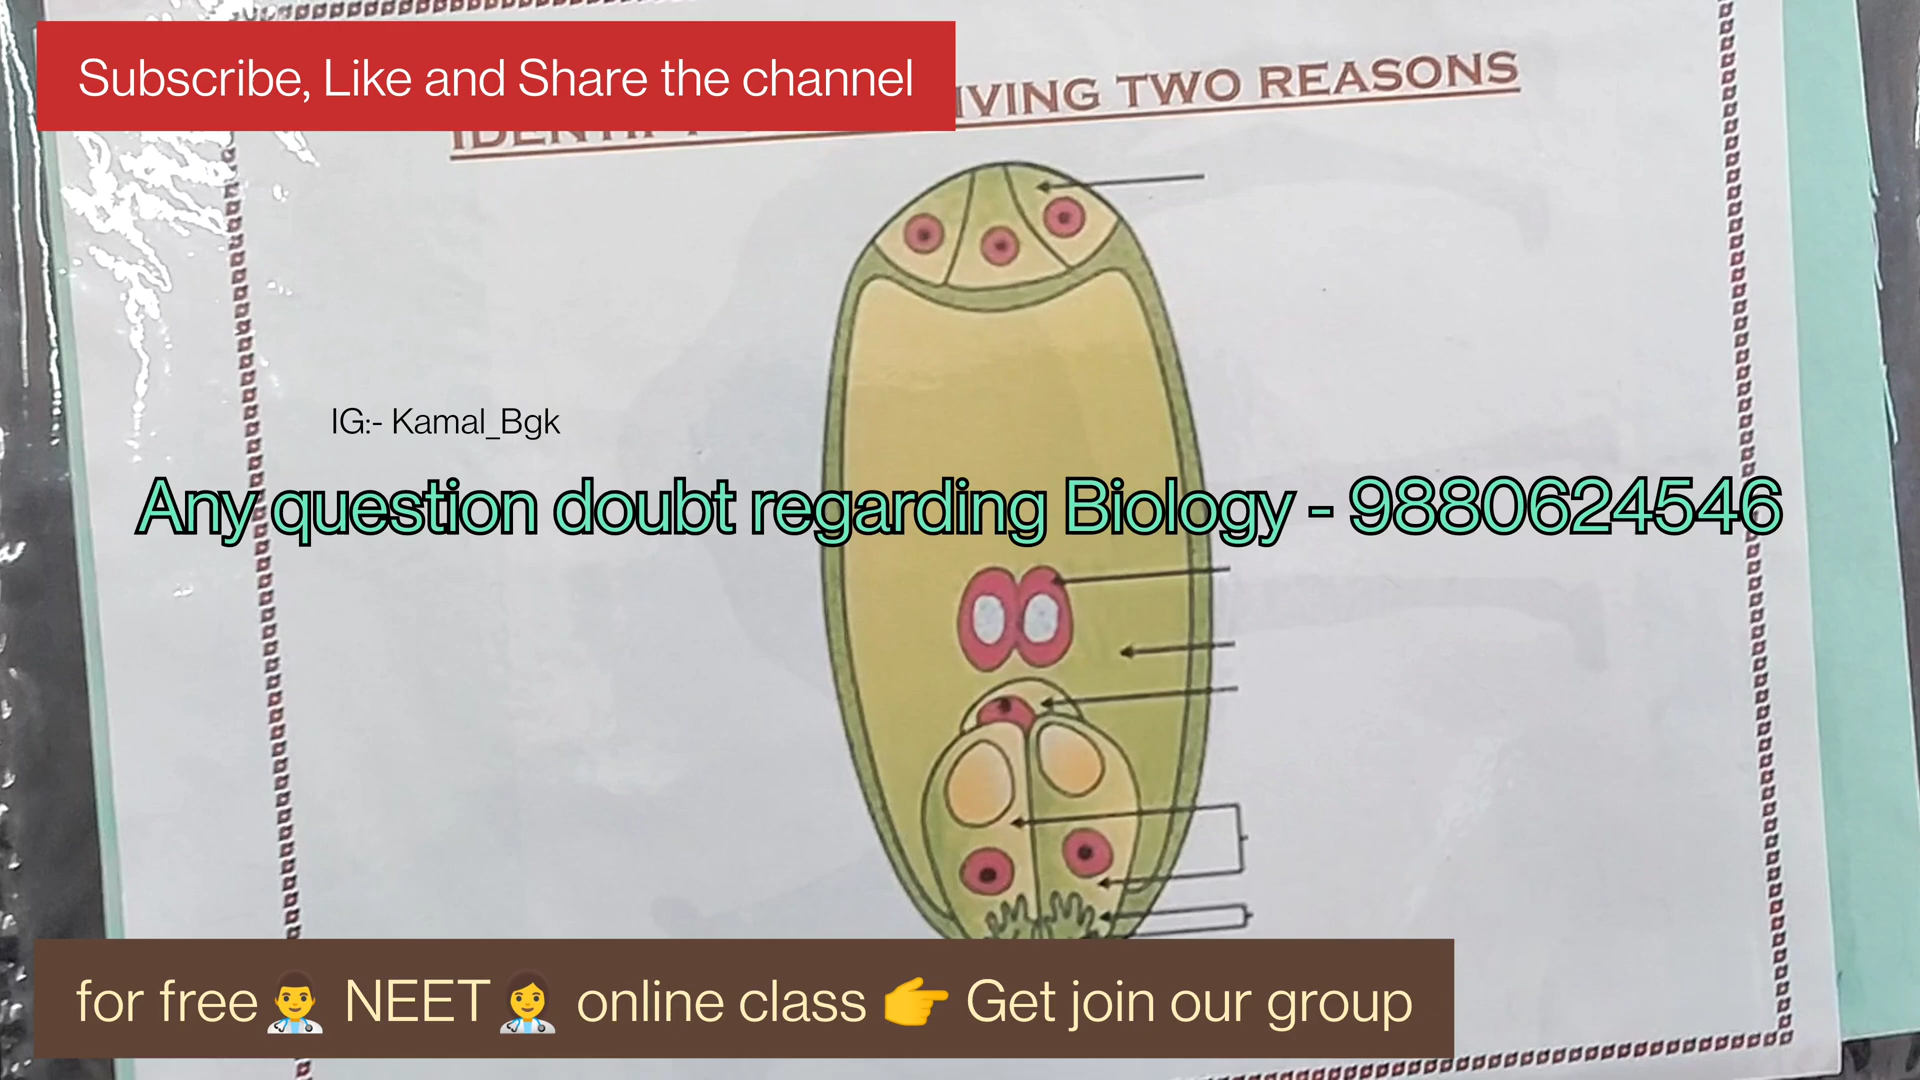 Subscribe, Like and Share the channel
IVING TWO REASONS
IG:- Kamal_Bgk
Any question doubt regarding Biology - 9880624546
for free👨‍⚕️ NEET👩‍⚕️ online class 👉 Get join our group